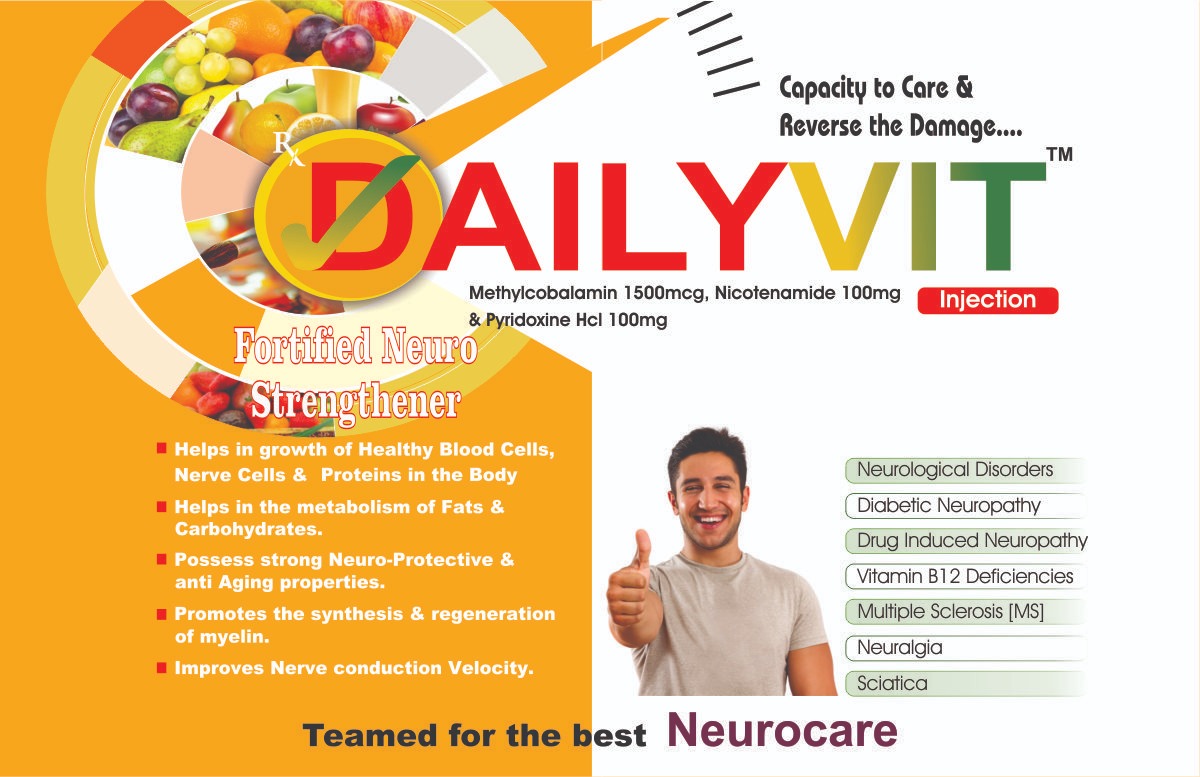 Capacity to Care &
Reverse the Damage....
Rx
DAILYVIT™
Methylcobalamin 1500mcg, Nicotenamide 100mg
& Pyridoxine Hcl 100mg
Injection
Fortified Neuro
Strengthener
Helps in growth of Healthy Blood Cells,
Nerve Cells & Proteins in the Body
Helps in the metabolism of Fats &
Carbohydrates.
Possess strong Neuro-Protective &
anti Aging properties.
Promotes the synthesis & regeneration
of myelin.
Improves Nerve conduction Velocity.
Neurological Disorders
Diabetic Neuropathy
Drug Induced Neuropathy
Vitamin B12 Deficiencies
Multiple Sclerosis [MS]
Neuralgia
Sciatica
Teamed for the best Neurocare